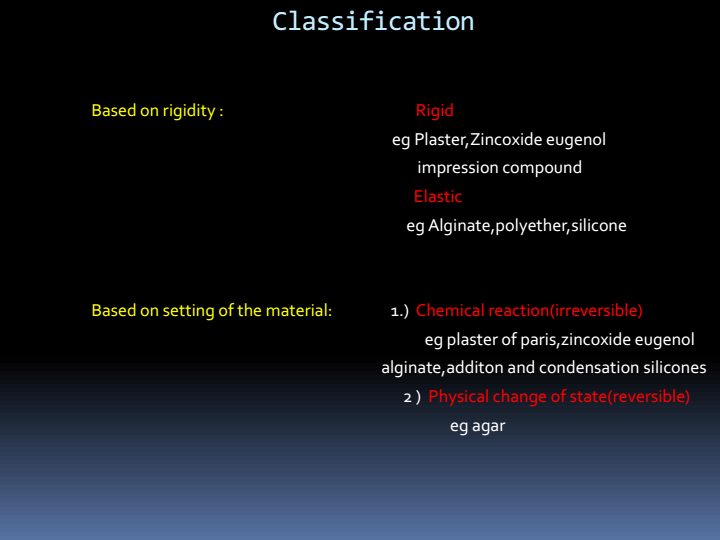 Classification
Based on rigidity : Rigid
eg Plaster,Zincoxide eugenol
impression compound
Elastic
eg Alginate,polyether,silicone
Based on setting of the material: 1.) Chemical reaction(irreversible)
eg plaster of paris,zincoxide eugenol
alginate,additon and condensation silicones
2 ) Physical change of state(reversible)
eg agar